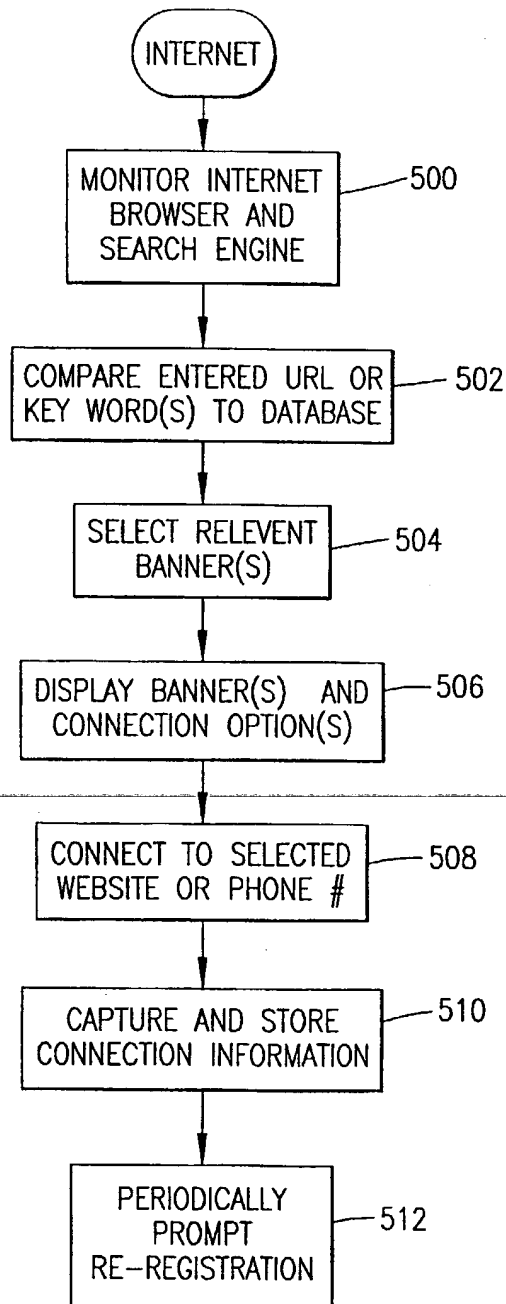 INTERNET
MONITOR INTERNET
BROWSER AND
SEARCH ENGINE
500
COMPARE ENTERED URL OR
KEY WORD(S) TO DATABASE
502
SELECT RELEVENT
BANNER(S)
504
DISPLAY BANNER(S) AND
CONNECTION OPTION(S)
506
CONNECT TO SELECTED
WEBSITE OR PHONE #
508
CAPTURE AND STORE
CONNECTION INFORMATION
510
PERIODICALLY
PROMPT
RE-REGISTRATION
512